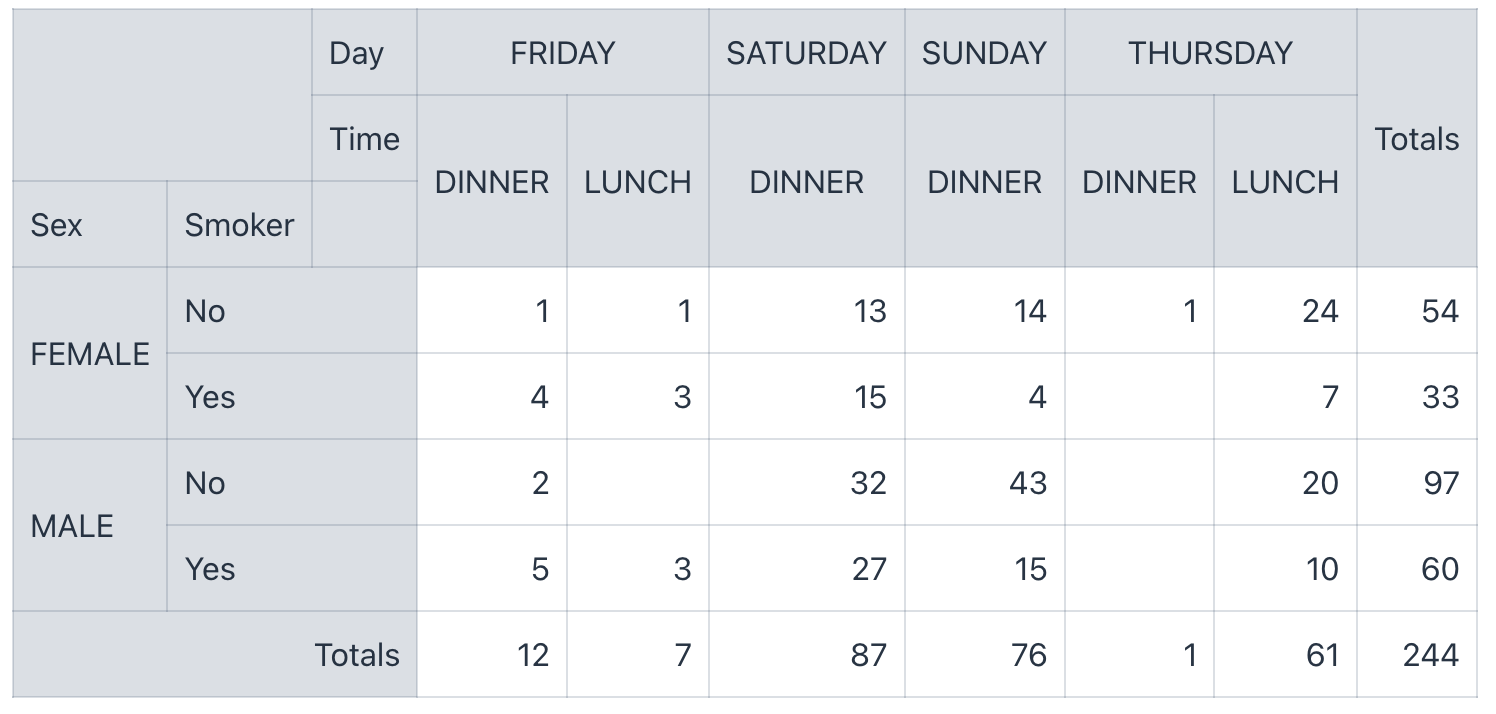 Day FRIDAY SATURDAY SUNDAY THURSDAY
Time Totals
DINNER LUNCH DINNER DINNER DINNER LUNCH
Sex Smoker
No 1 1 13 14 1 24 54
FEMALE
Yes 4 3 15 4 7 33
No 2 32 43 20 97
MALE
Yes 5 3 27 15 10 60
Totals 12 7 87 76 1 61 244